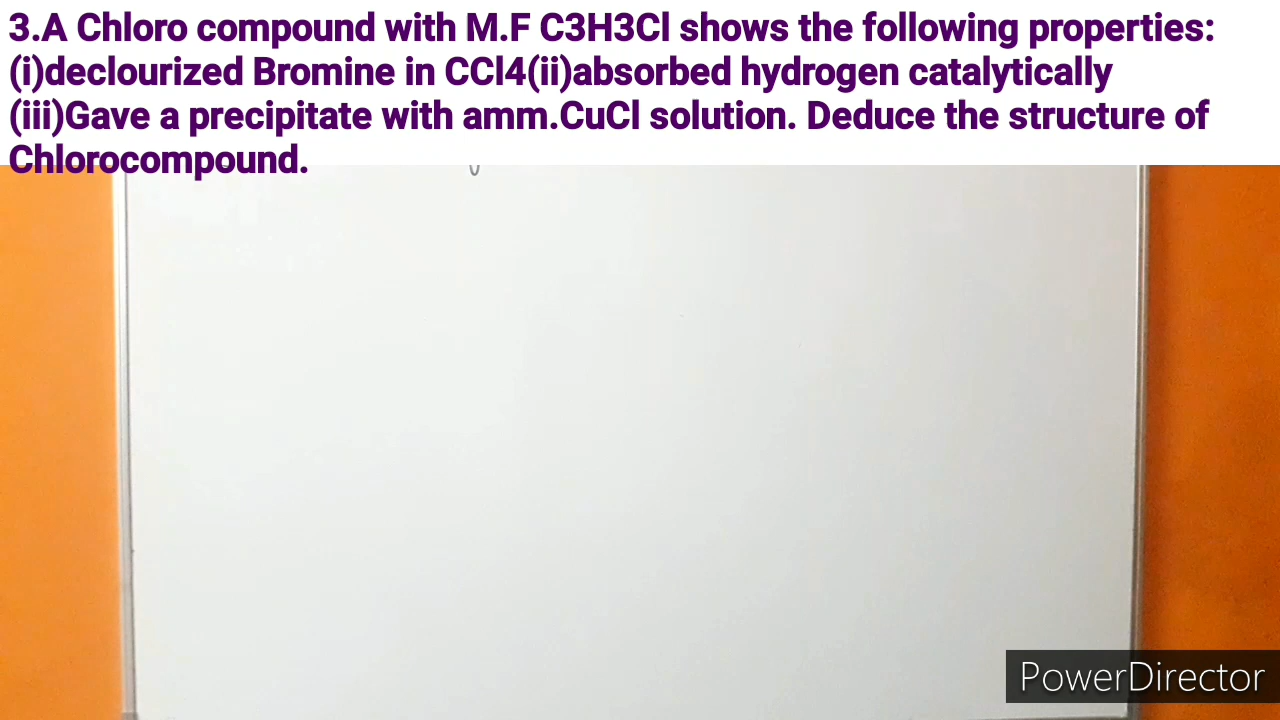 3.A Chloro compound with M.F C3H3Cl shows the following properties:
(i)declourized Bromine in CCl4(ii)absorbed hydrogen catalytically
(iii)Gave a precipitate with amm.CuCl solution. Deduce the structure of
Chlorocompound.
PowerDirector